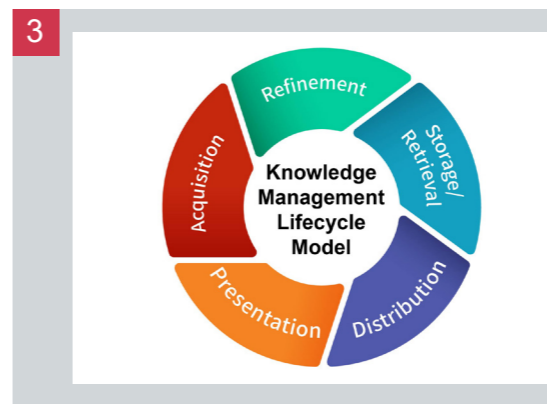 3
Refinement
Storage/
Retrieval
Distribution
Presentation
Acquisition
Knowledge
Management
Lifecycle
Model